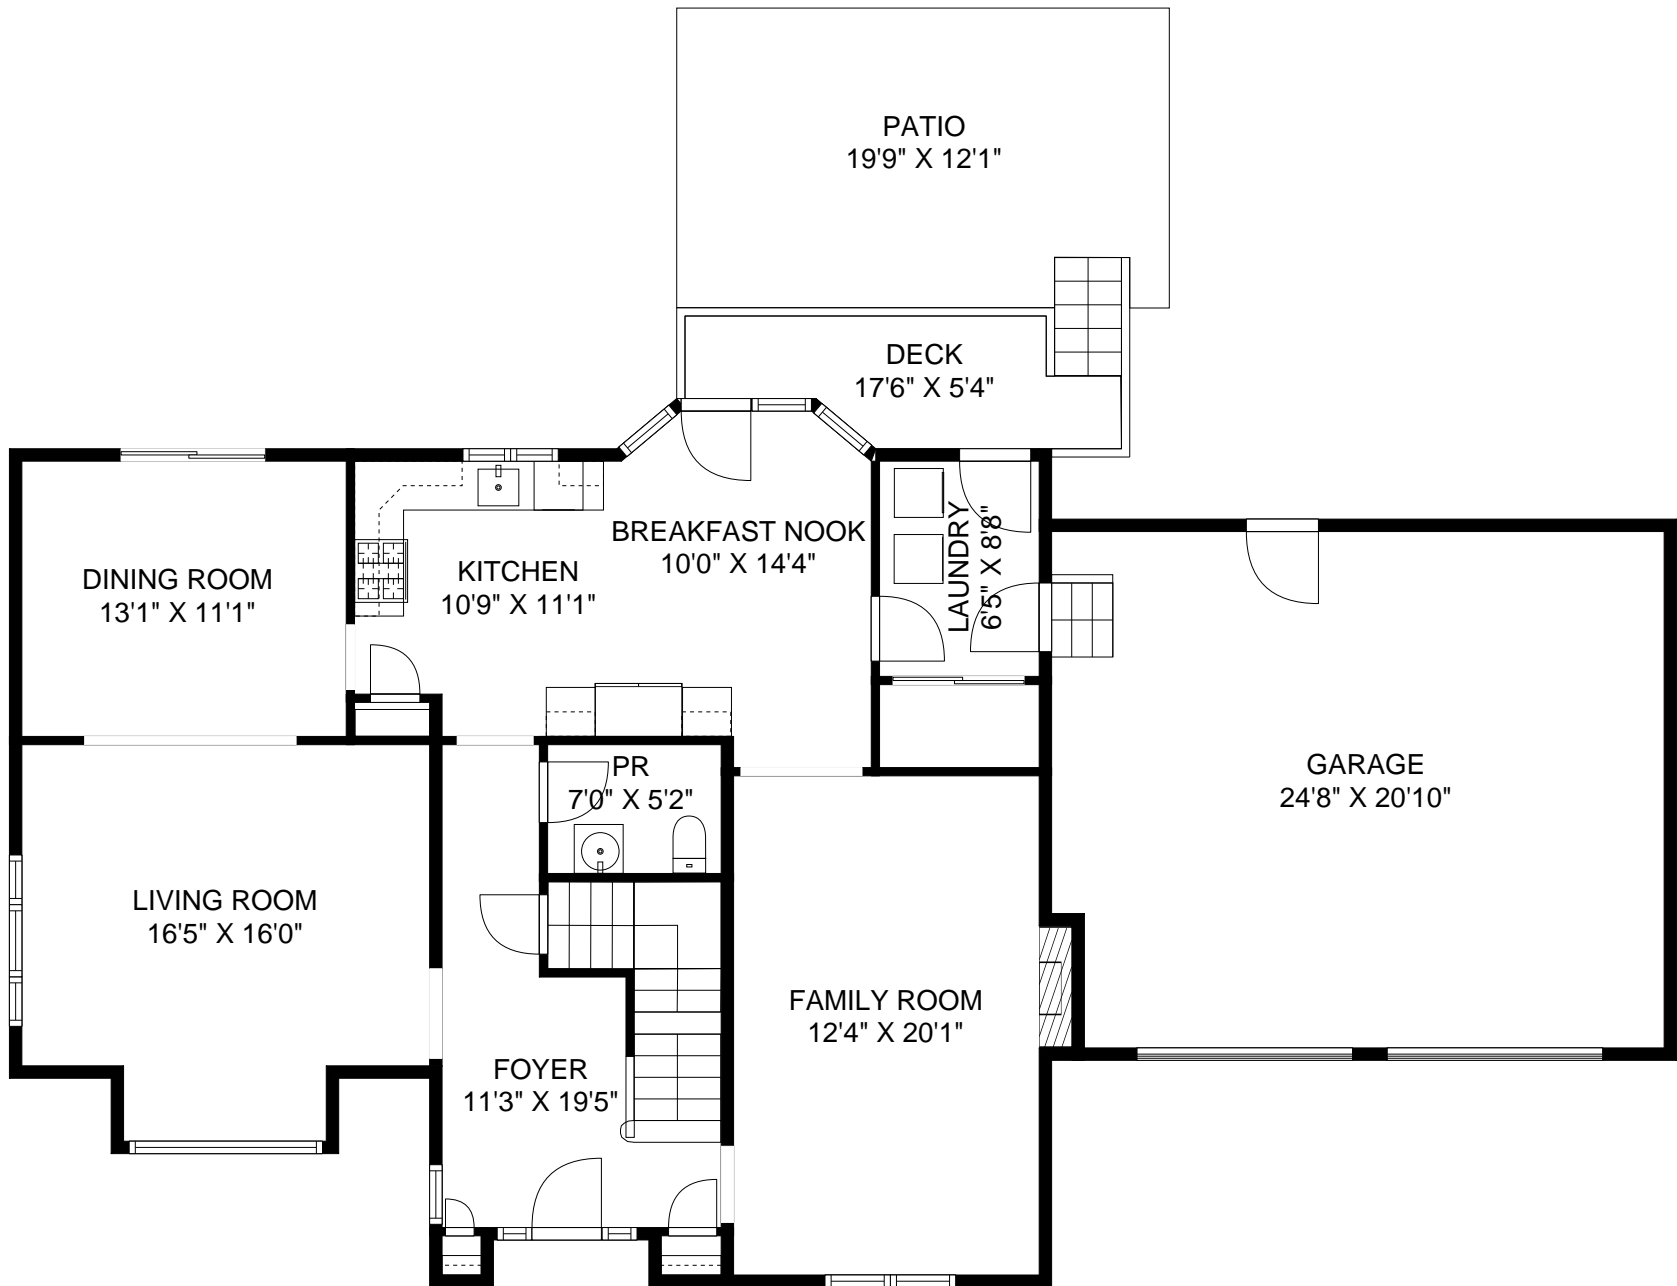 PATIO
19'9" X 12'1"
DECK
17'6" X 5'4"
BREAKFAST NOOK
10'0" X 14'4"
LAUNDRY
6'5" X 8'8"
KITCHEN
10'9" X 11'1"
DINING ROOM
13'1" X 11'1"
PR
7'0" X 5'2"
GARAGE
24'8" X 20'10"
LIVING ROOM
16'5" X 16'0"
FAMILY ROOM
12'4" X 20'1"
FOYER
11'3" X 19'5"